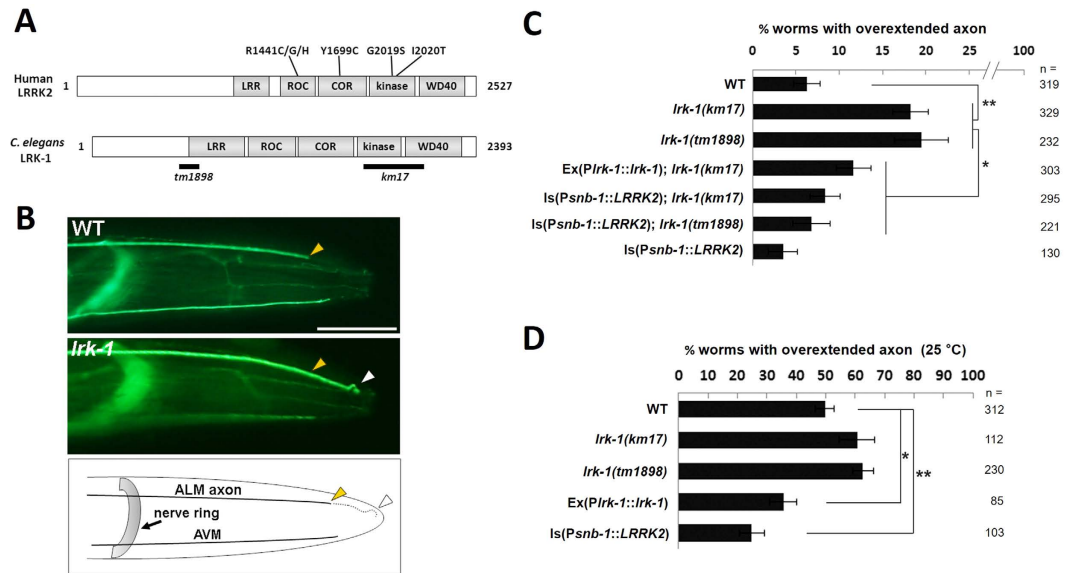 A
R1441C/G/H Y1699C G2019S I2020T
Human
LRRK2
1
LRR ROC COR kinase WD40
2527
C. elegans
LRK-1
1
LRR ROC COR kinase WD40
2393
tm1898 km17
B
WT
lrk-1
ALM axon
nerve ring
AVM
C
% worms with overextended axon
0 5 10 15 20 25 100
n =
WT 319
lrk-1(km17) 329
**
lrk-1(tm1898) 232
*
Ex(Plrk-1::lrk-1); lrk-1(km17) 303
Is(Psnb-1::LRRK2); lrk-1(km17) 295
Is(Psnb-1::LRRK2); lrk-1(tm1898) 221
Is(Psnb-1::LRRK2) 130
D
% worms with overextended axon (25 °C)
0 10 20 30 40 50 60 70 80 90 100
n =
WT 312
lrk-1(km17) 112
* **
lrk-1(tm1898) 230
Ex(Plrk-1::lrk-1) 85
Is(Psnb-1::LRRK2) 103